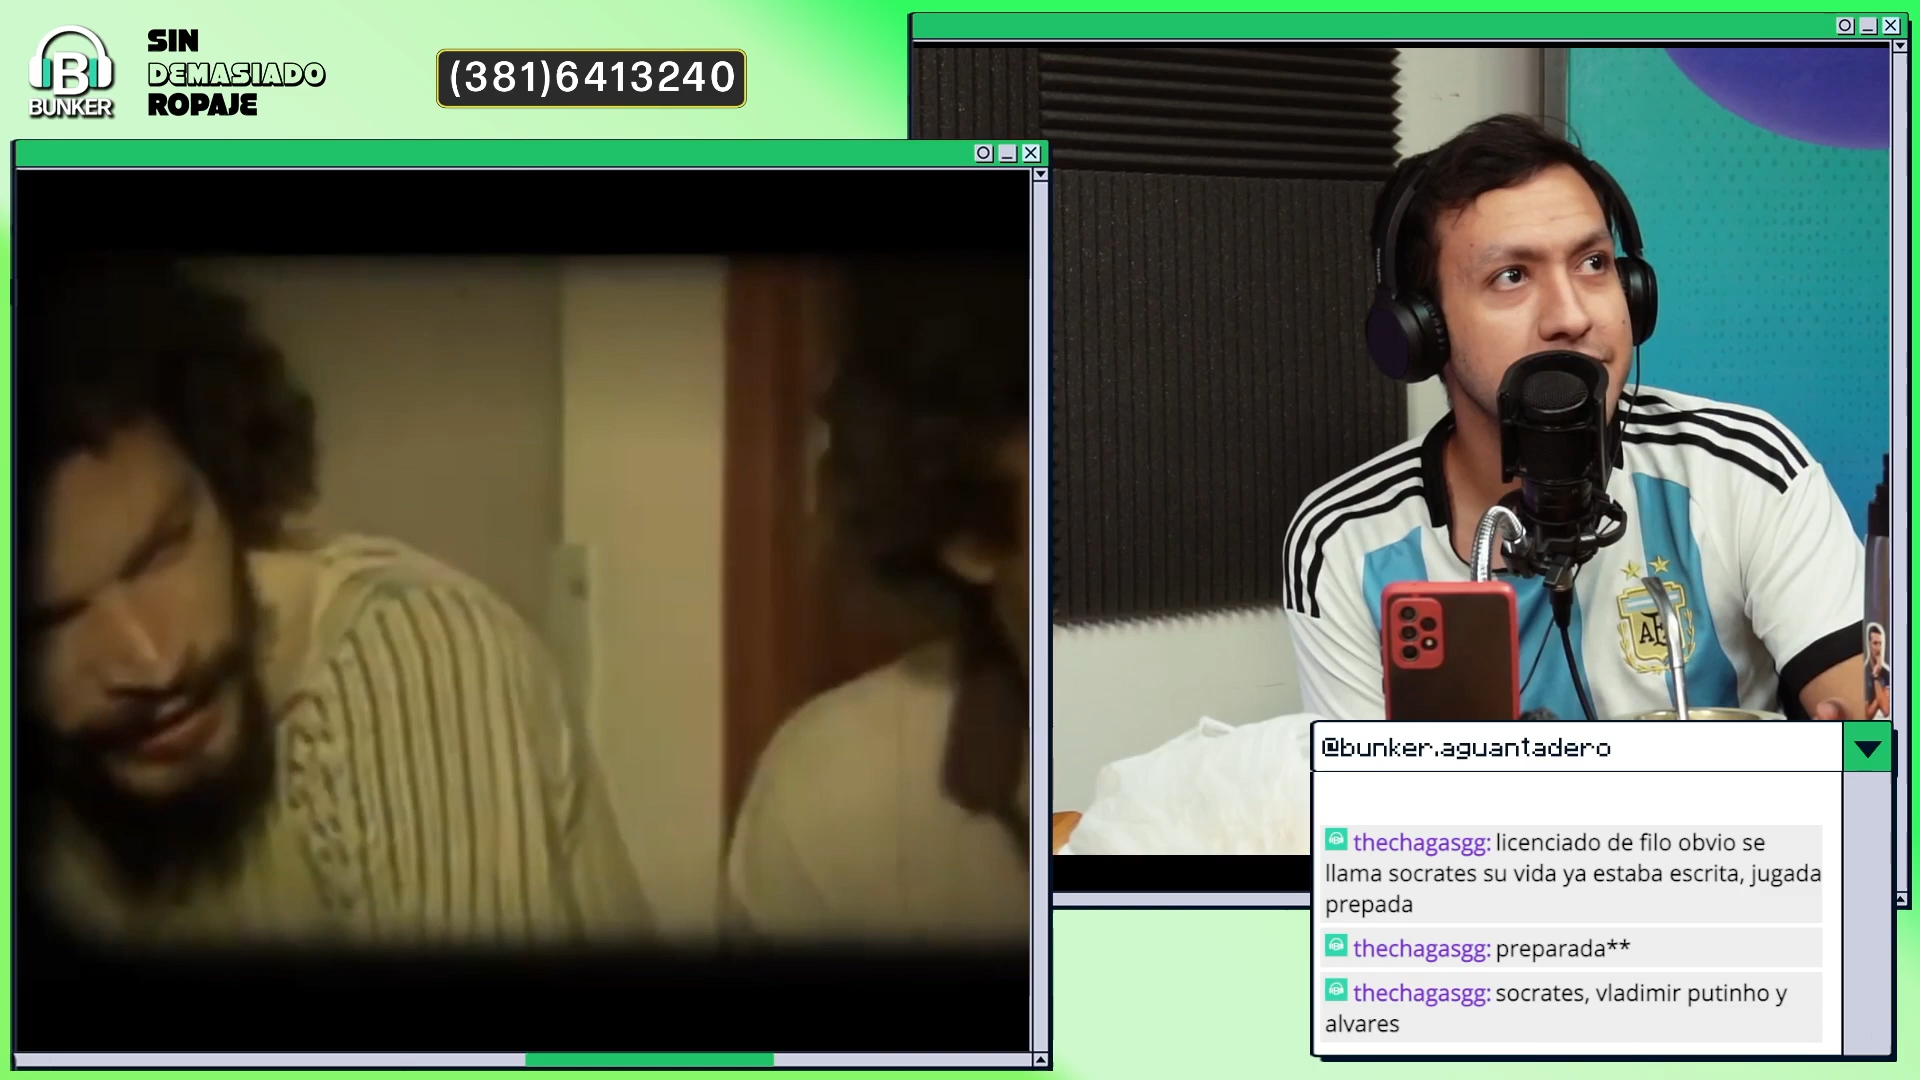 SIN
DEMASIADO
ROPAJE
BUNKER
(381)6413240
AFA
@bunker.aguantadero
thechagasgg: licenciado de filo obvio se
llama socrates su vida ya estaba escrita, jugada
prepada
thechagasgg: preparada**
thechagasgg: socrates, vladimir putinho y
alvares